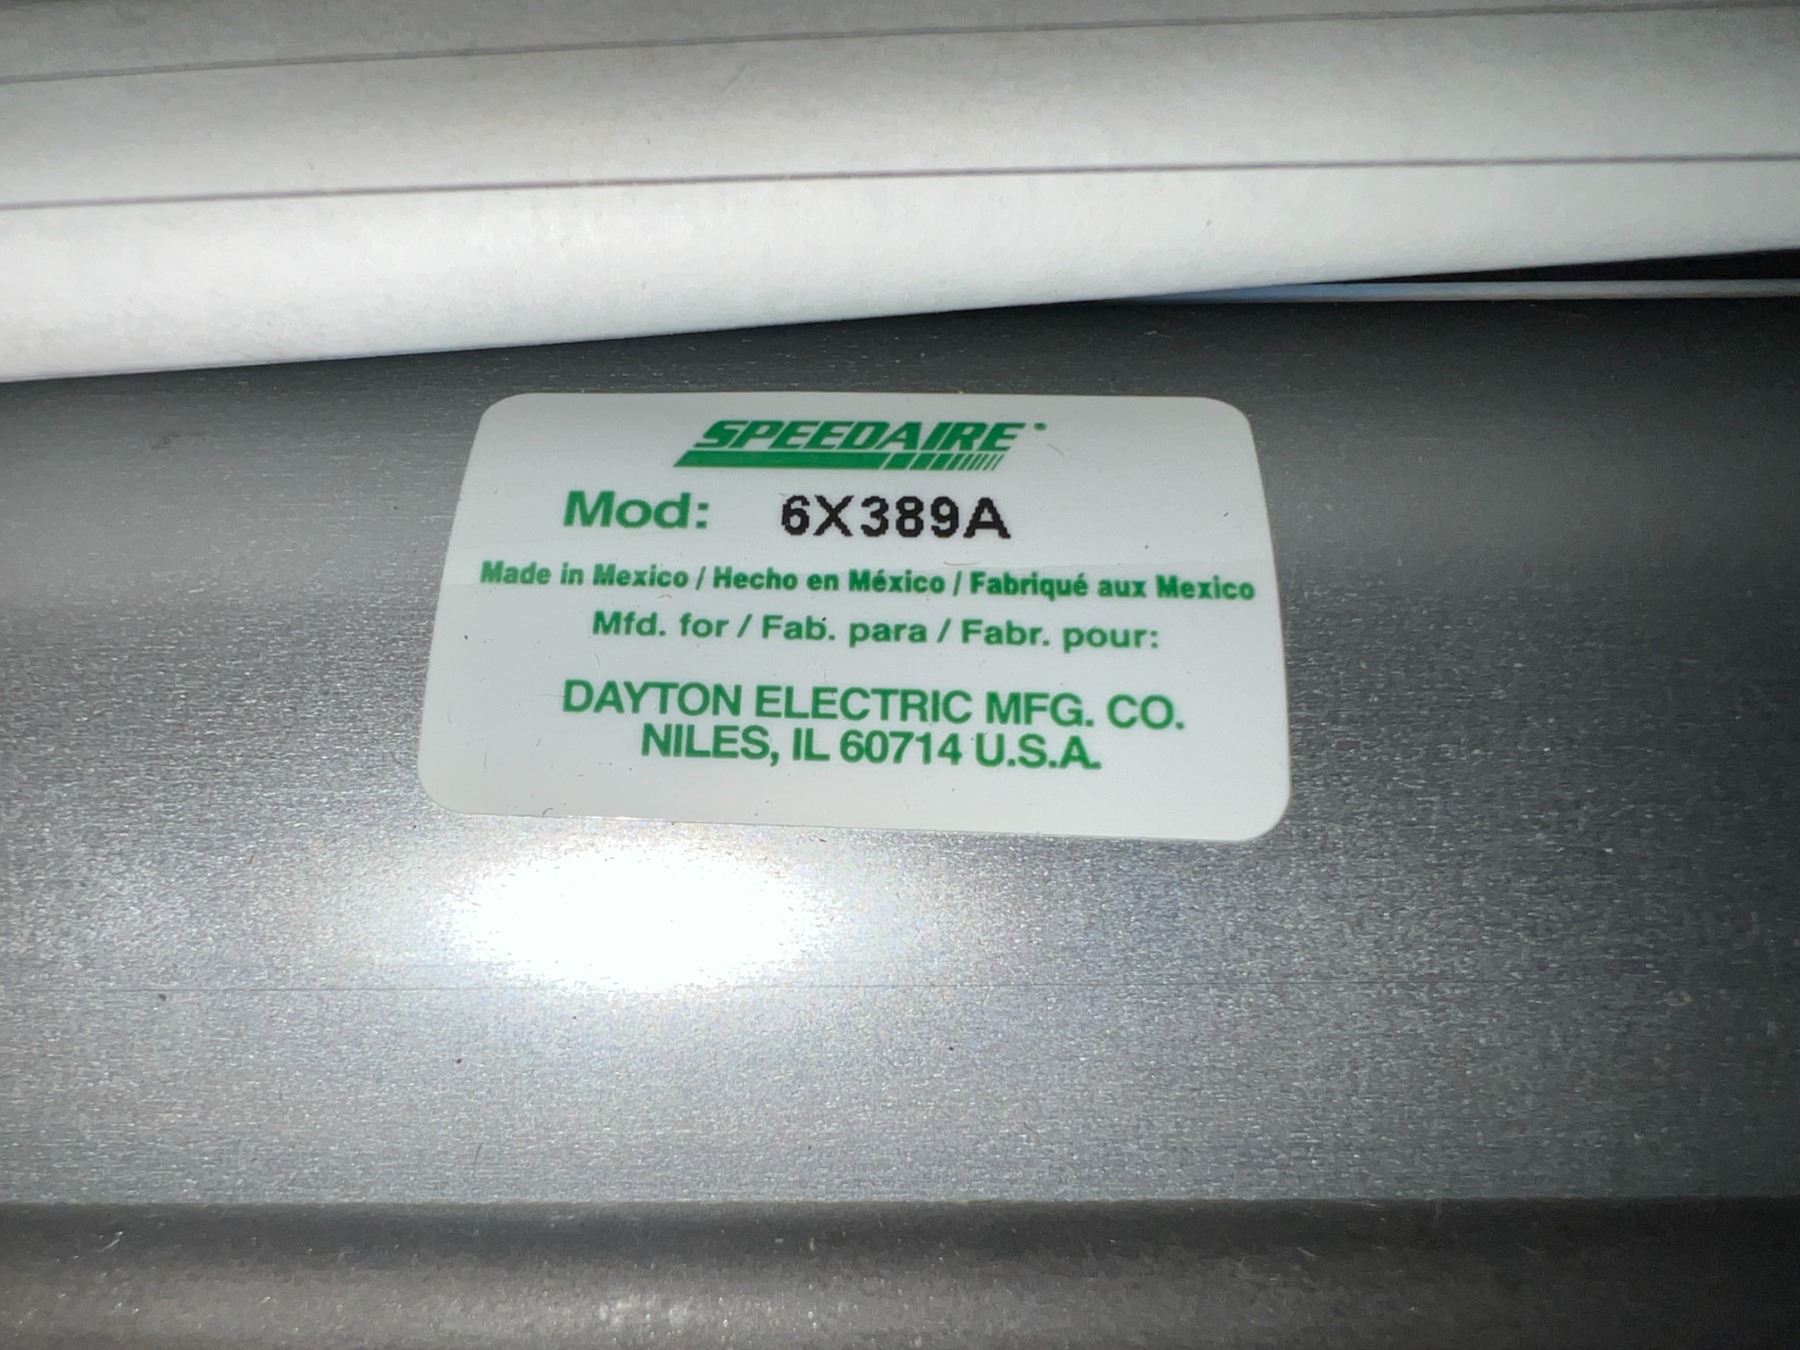 SPEEDAIRE®
Mod: 6X389A
Made in Mexico / Hecho en México / Fabriqué aux Mexico
Mfd. for / Fab. para / Fabr. pour:
DAYTON ELECTRIC MFG. CO.
NILES, IL 60714 U.S.A.